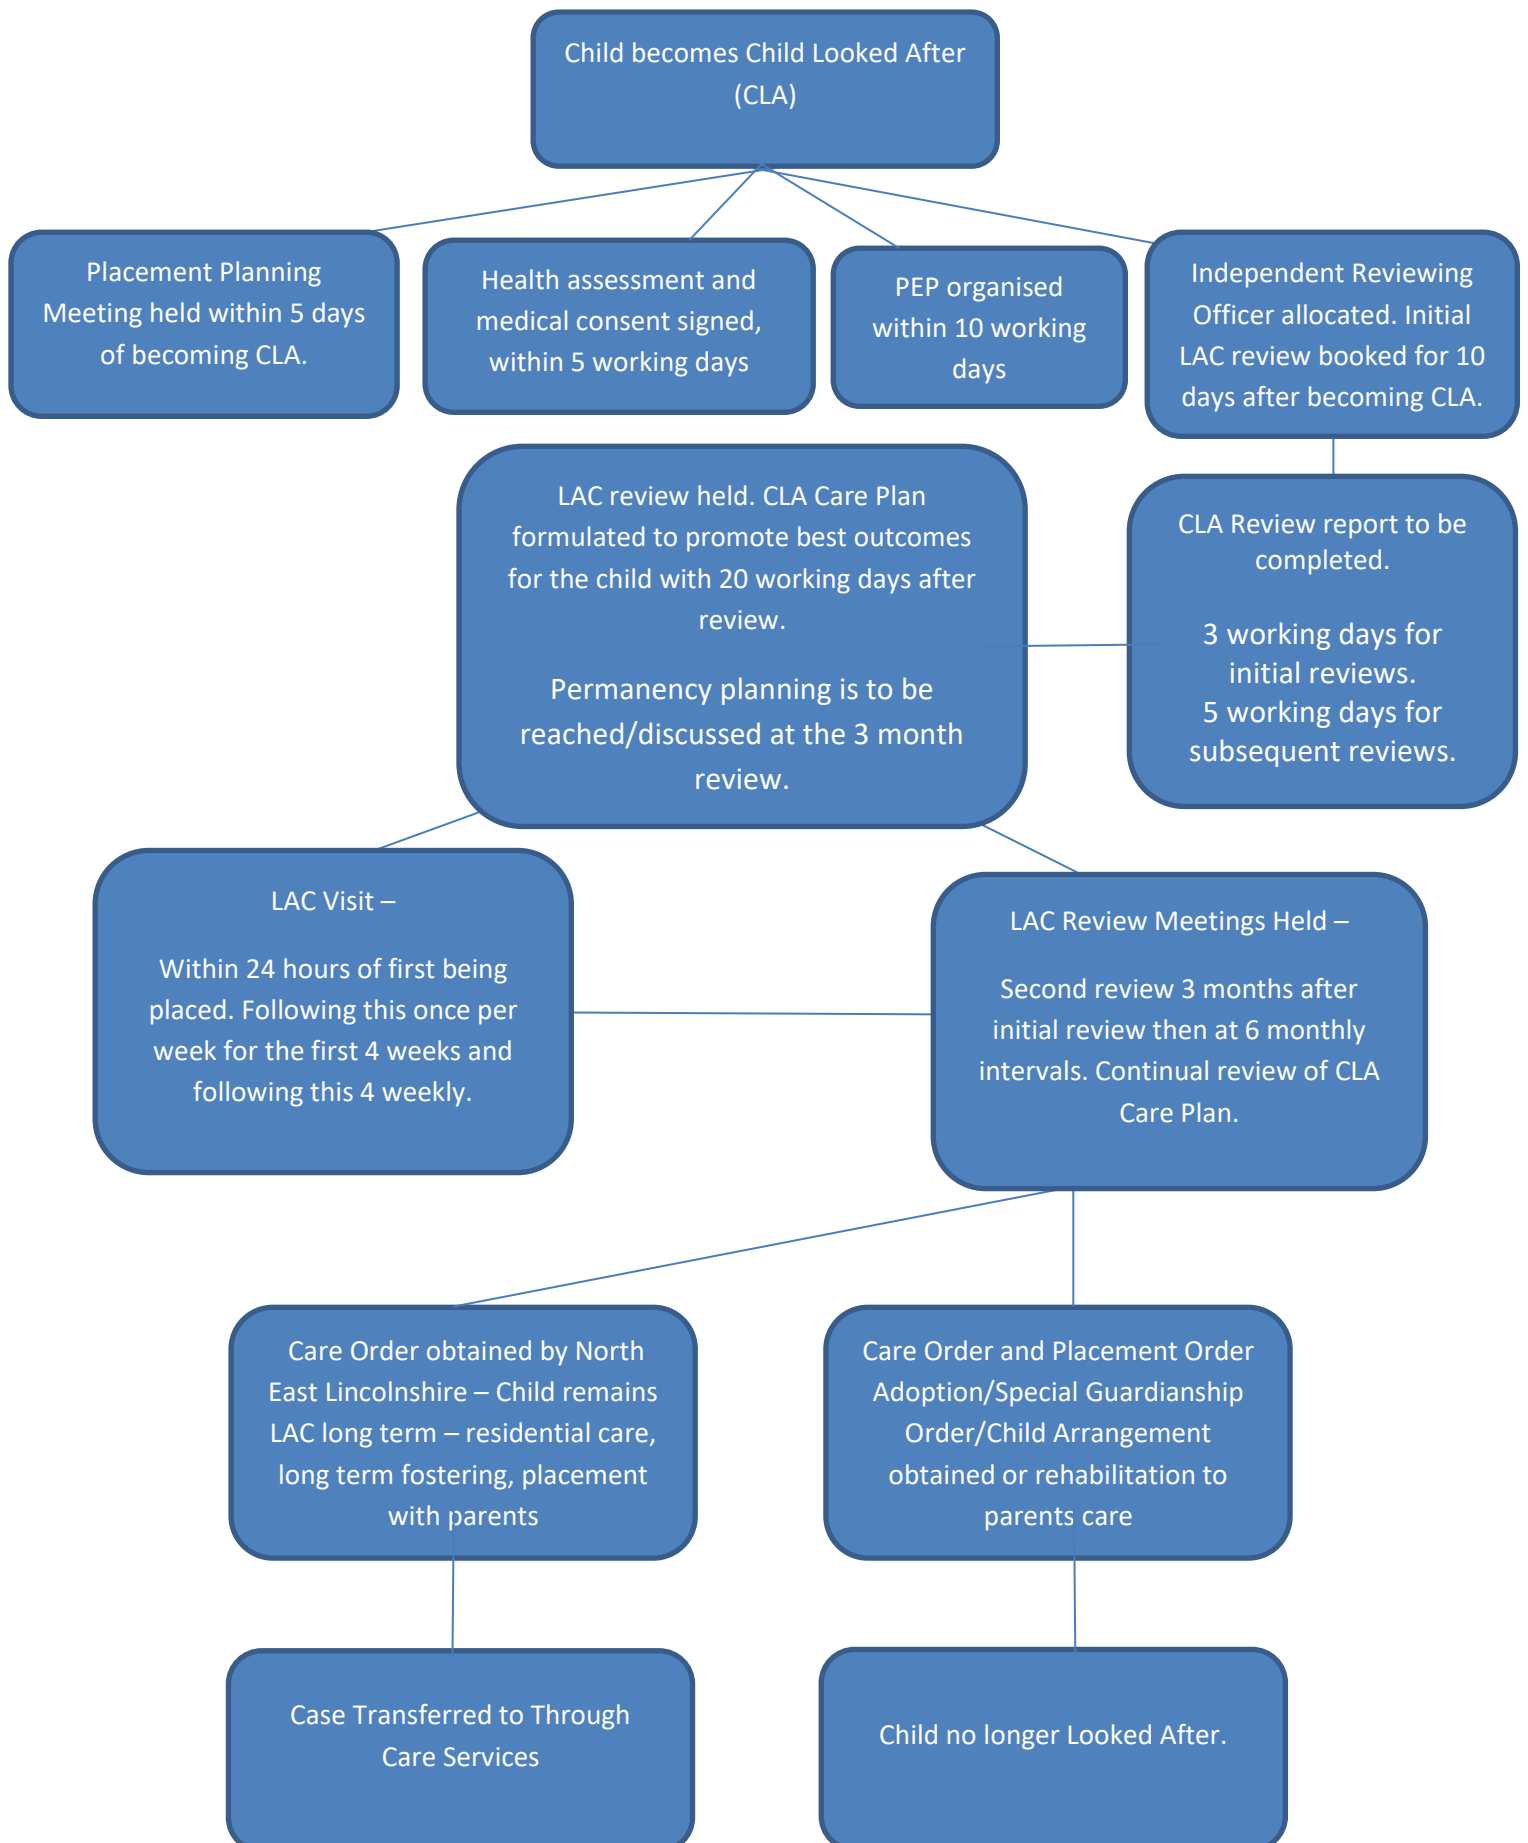 Child becomes Child Looked After
(CLA)
Placement Planning
Meeting held within 5 days
of becoming CLA.
Health assessment and
medical consent signed,
within 5 working days
PEP organised
within 10 working
days
Independent Reviewing
Officer allocated. Initial
LAC review booked for 10
days after becoming CLA.
LAC review held. CLA Care Plan
formulated to promote best outcomes
for the child with 20 working days after
review.
Permanency planning is to be
reached/discussed at the 3 month
review.
CLA Review report to be
completed.
3 working days for
initial reviews.
5 working days for
subsequent reviews.
LAC Visit –
Within 24 hours of first being
placed. Following this once per
week for the first 4 weeks and
following this 4 weekly.
LAC Review Meetings Held –
Second review 3 months after
initial review then at 6 monthly
intervals. Continual review of CLA
Care Plan.
Care Order obtained by North
East Lincolnshire – Child remains
LAC long term – residential care,
long term fostering, placement
with parents
Care Order and Placement Order
Adoption/Special Guardianship
Order/Child Arrangement
obtained or rehabilitation to
parents care
Case Transferred to Through
Care Services
Child no longer Looked After.